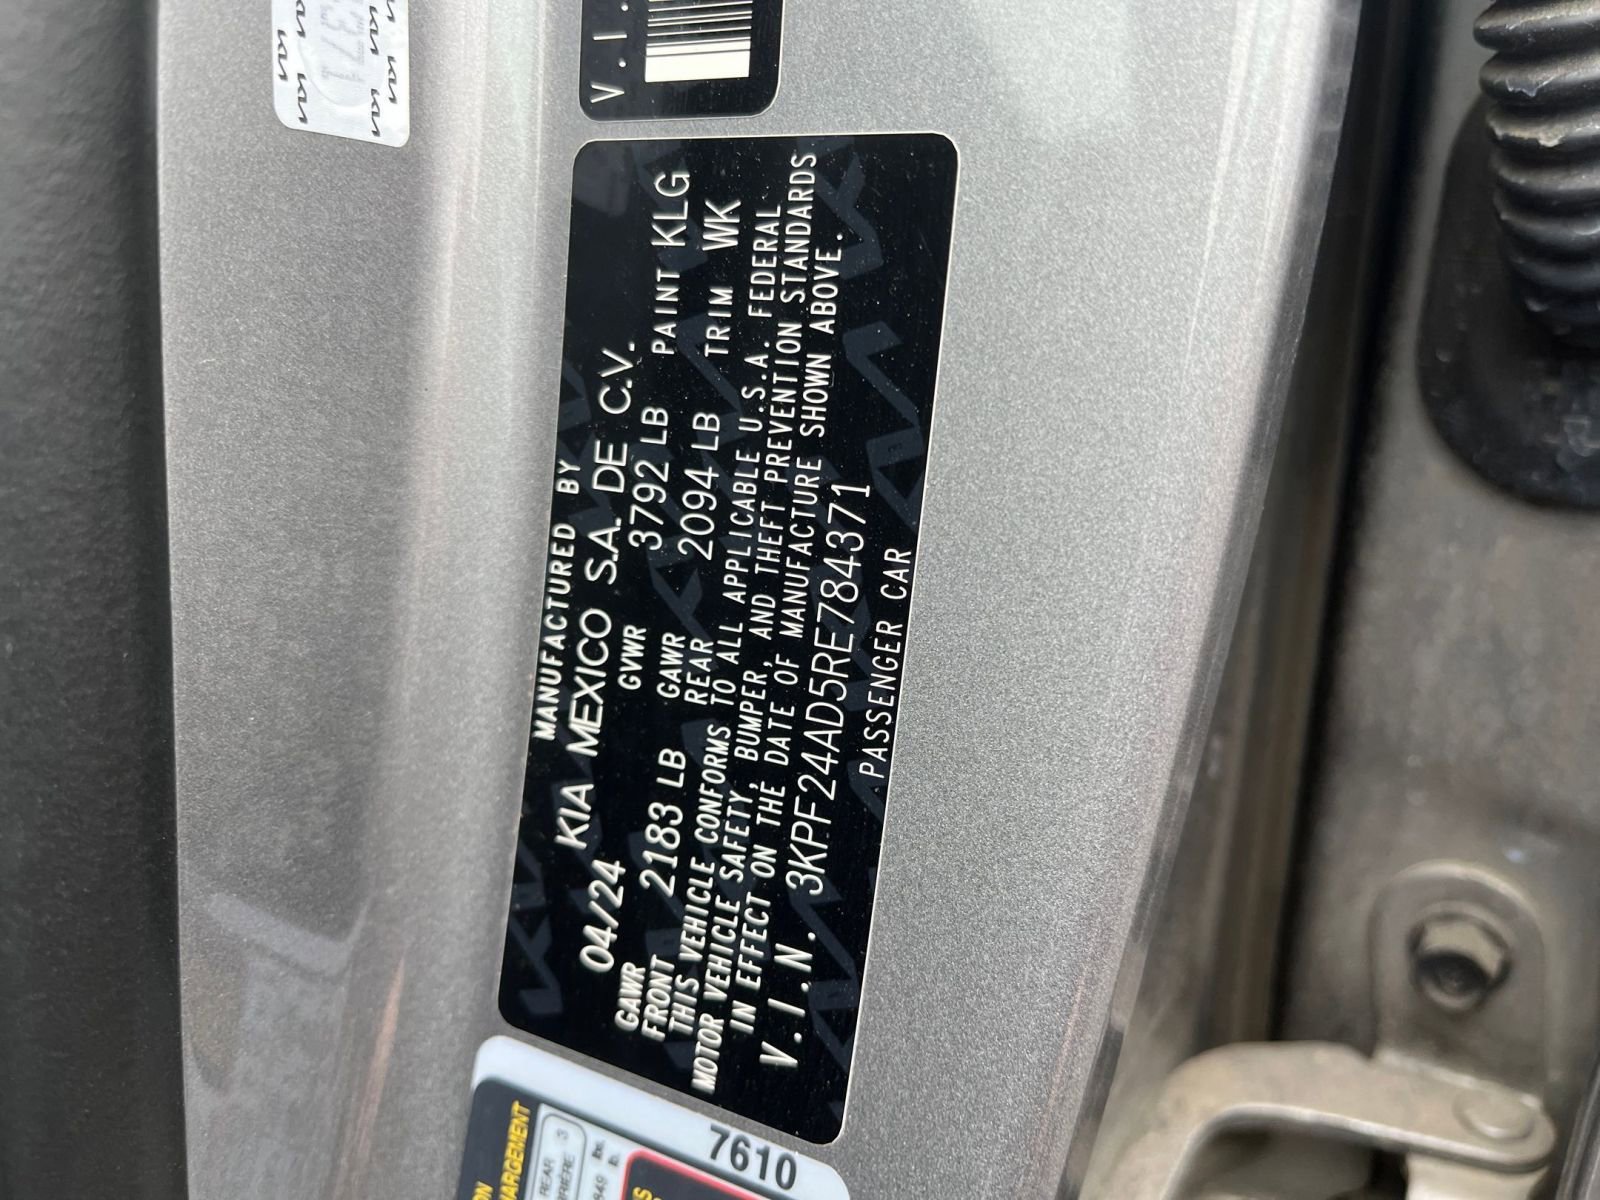 MANUFACTURED BY
04/24 KIA MEXICO S.A. DE C.V.
GAWR FRONT 2183 LB GVWR 3792 LB PAINT KLG
GAWR REAR 2094 LB TRIM WK
THIS VEHICLE CONFORMS TO ALL APPLICABLE U.S.A. FEDERAL
MOTOR VEHICLE SAFETY, BUMPER, AND THEFT PREVENTION STANDARDS
IN EFFECT ON THE DATE OF MANUFACTURE SHOWN ABOVE.
V.I.N. 3KPF24AD5RE784371
PASSENGER CAR
V.I.
7610
REAR 3